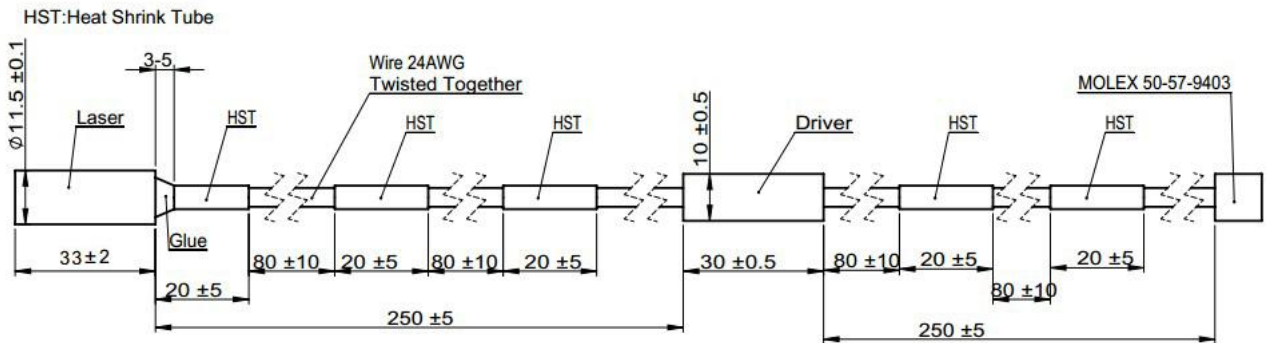 HST:Heat Shrink Tube
Φ11.5 ±0.1
3-5
Wire 24AWG
Twisted Together
10 ±0.5
MOLEX 50-57-9403
Laser
HST
HST
HST
Driver
HST
HST
Glue
33±2
80 ±10
20 ±5
80 ±10
20 ±5
30 ±0.5
80 ±10
20 ±5
20 ±5
20 ±5
80 ±10
250 ±5
250 ±5